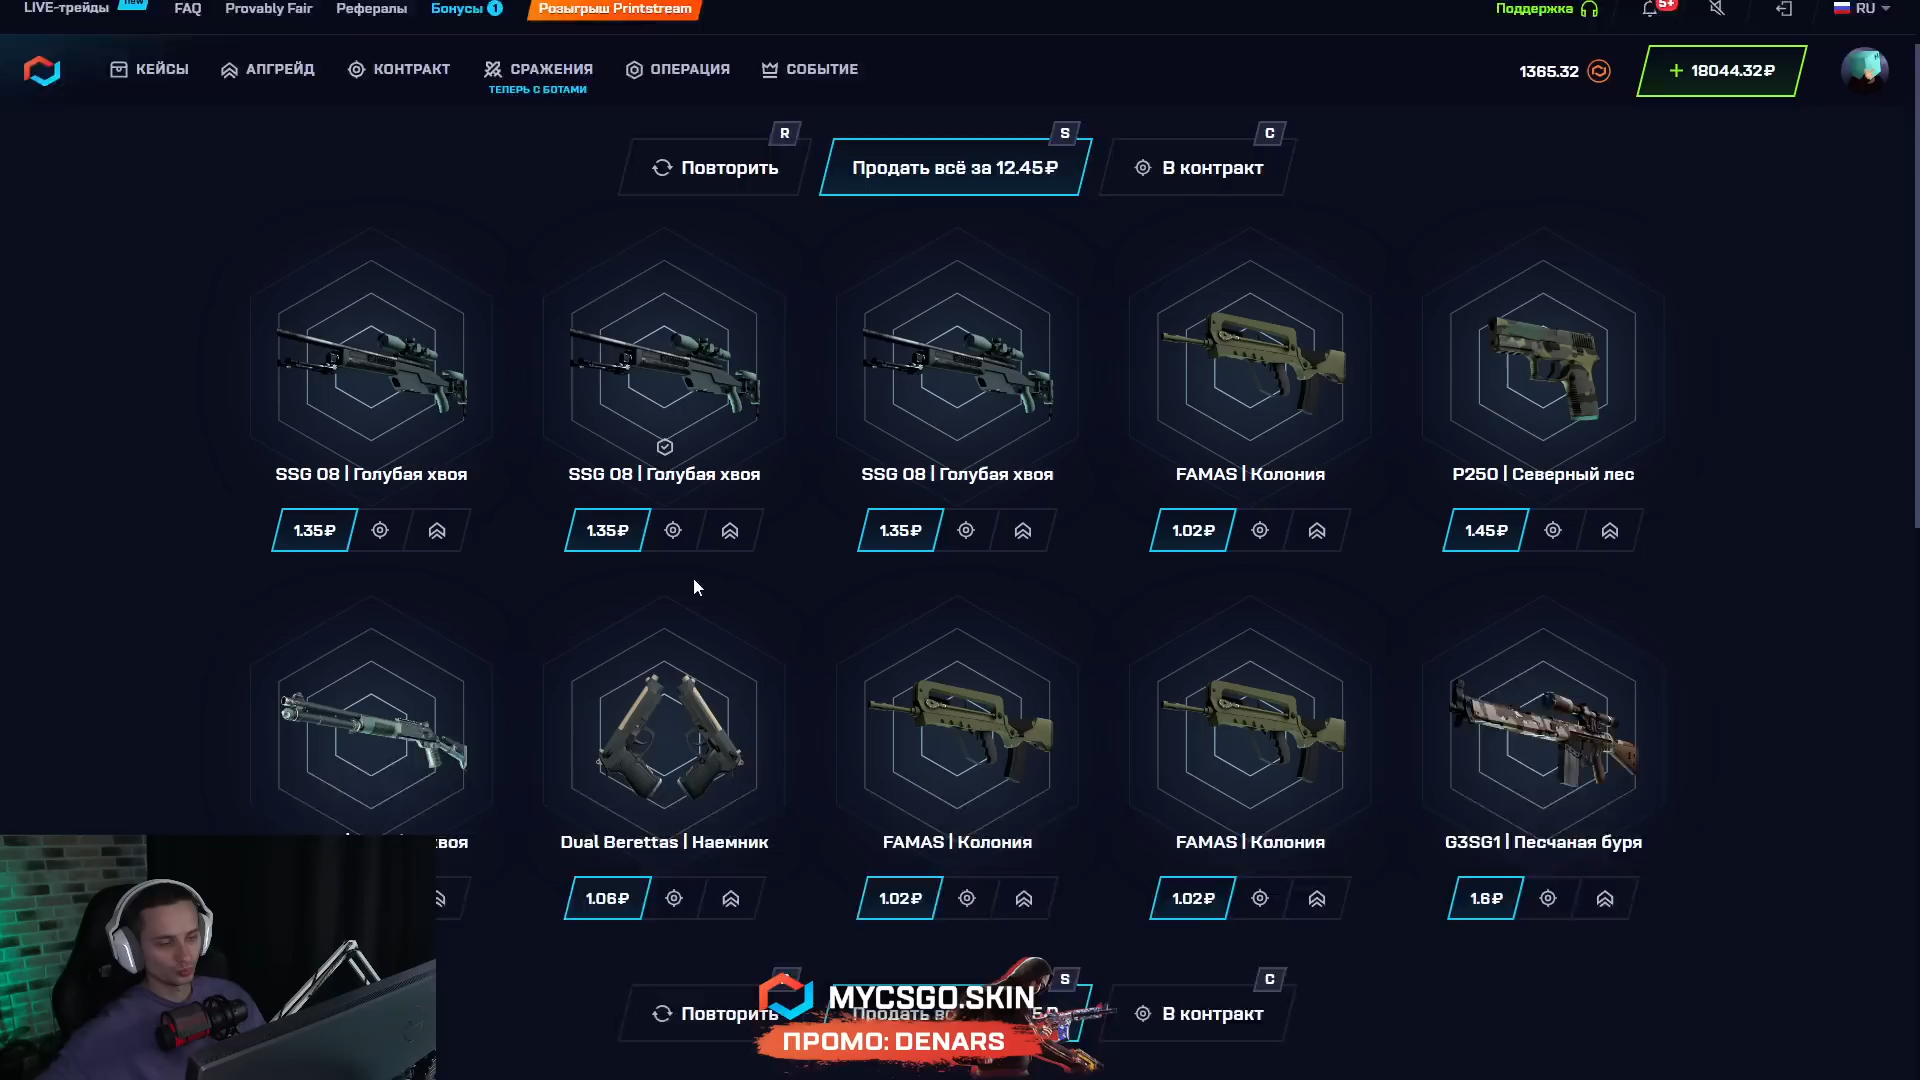 LIVE-трейды new FAQ Provably Fair Рефералы Бонусы 1 Розыгрыш Printstream Поддержка 5+ RU
КЕЙСЫ АПГРЕЙД КОНТРАКТ СРАЖЕНИЯ ОПЕРАЦИЯ СОБЫТИЕ 1365.32 + 18044.32₽
ТЕПЕРЬ С БОТАМИ
R S C
Повторить Продать всё за 12.45₽ В контракт
SSG 08 | Голубая хвоя SSG 08 | Голубая хвоя SSG 08 | Голубая хвоя FAMAS | Колония P250 | Северный лес
1.35₽ 1.35₽ 1.35₽ 1.02₽ 1.45₽
Dual Berettas | Наемник FAMAS | Колония FAMAS | Колония G3SG1 | Песчаная буря
1.06₽ 1.02₽ 1.02₽ 1.6₽
S C
Повторить MYCSGO.SKIN В контракт
ПРОМО: DENARS